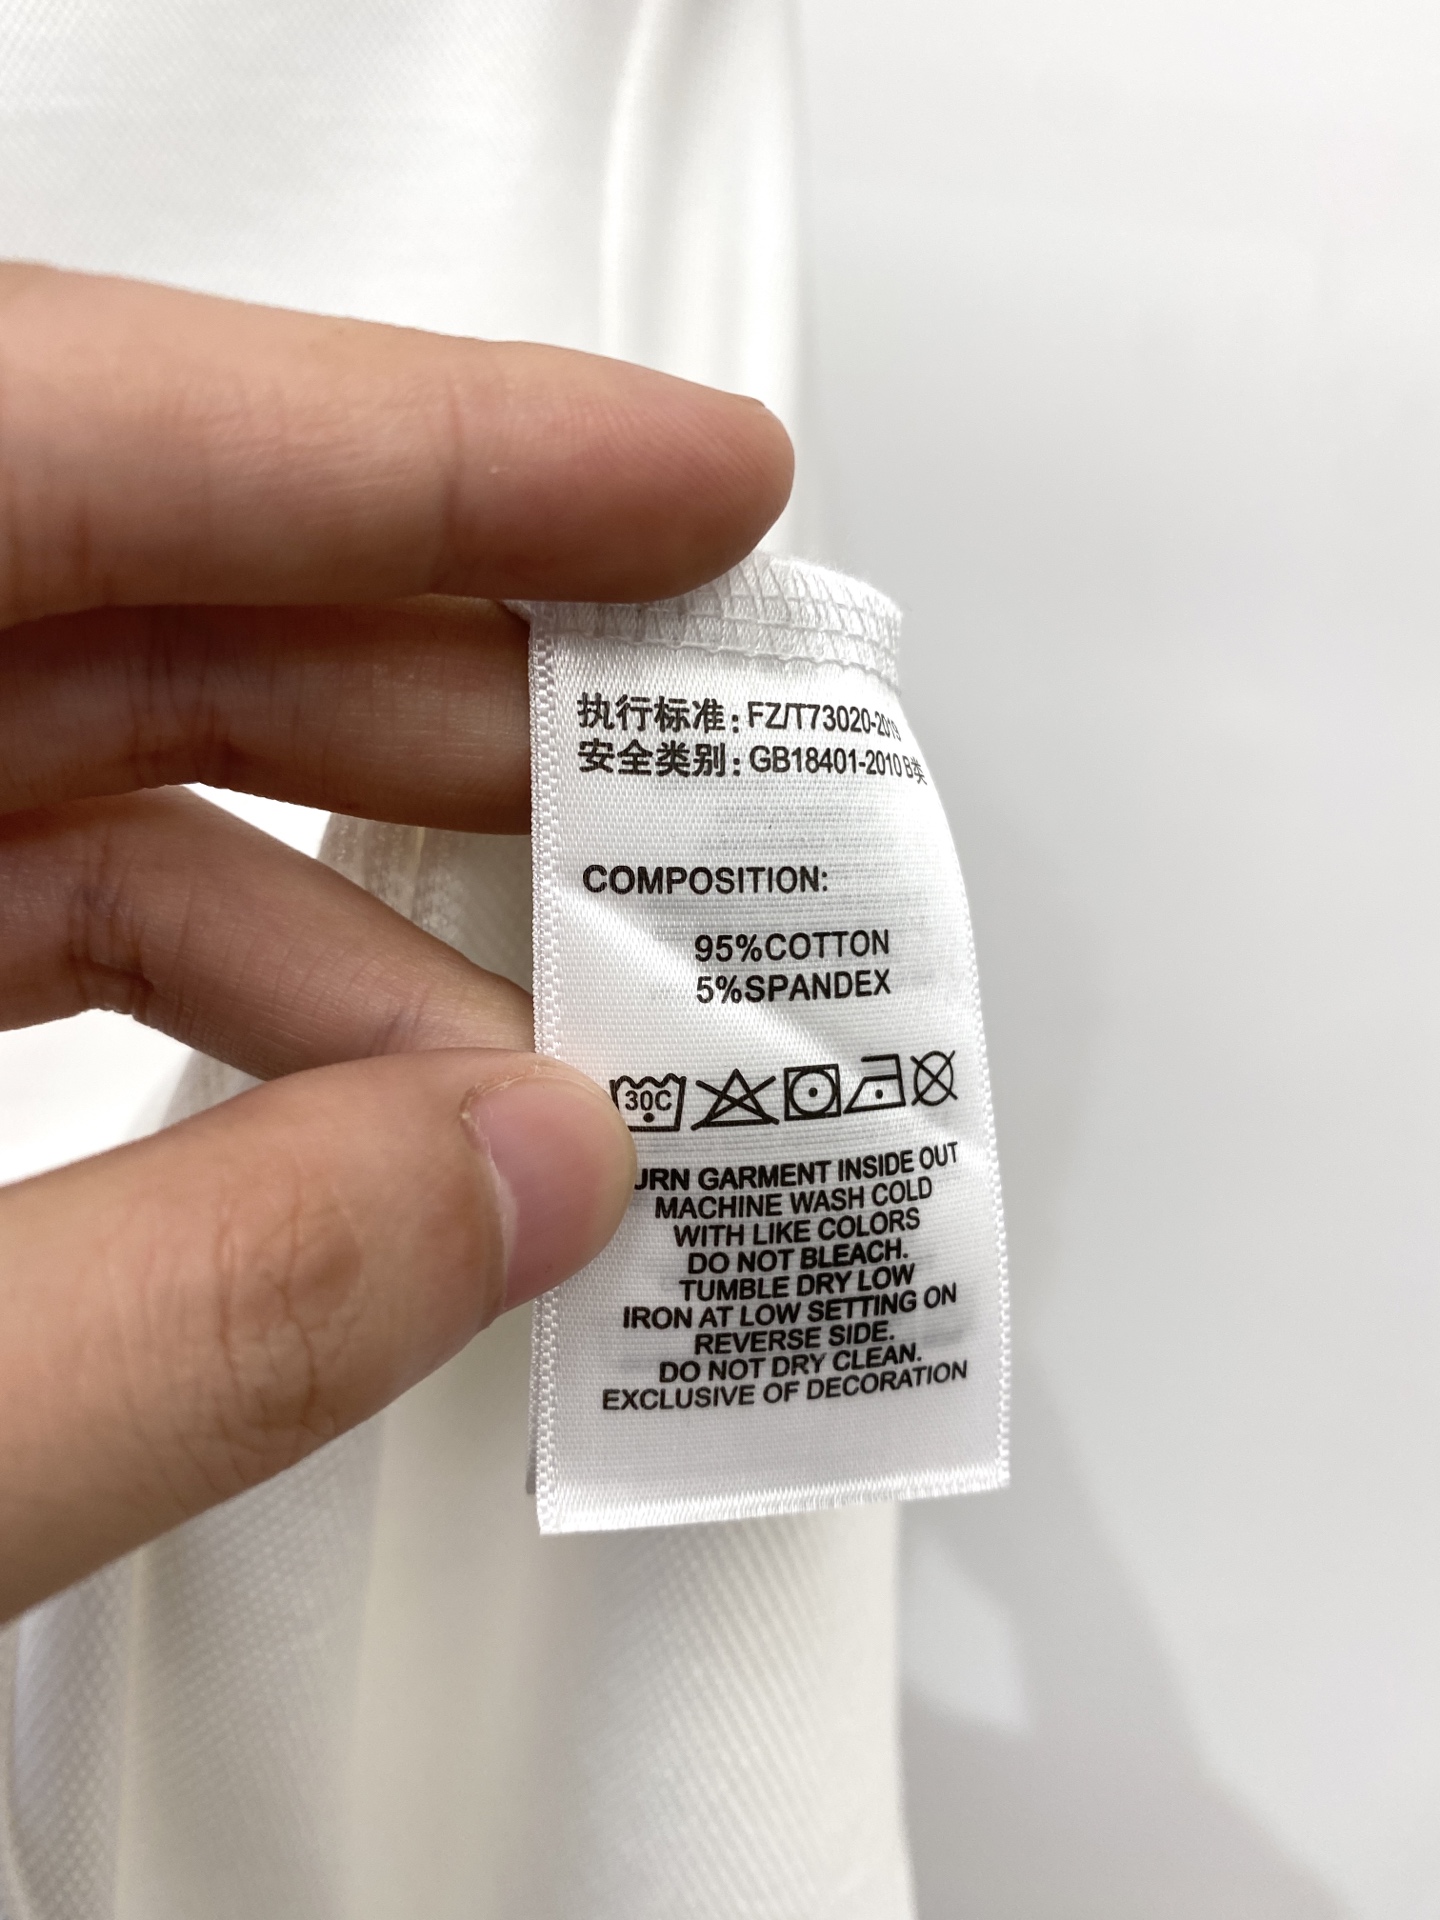 执行标准: FZ/T73020-2019
安全类别: GB18401-2010 B类
COMPOSITION:
95%COTTON
5%SPANDEX
30C
URN GARMENT INSIDE OUT
MACHINE WASH COLD
WITH LIKE COLORS
DO NOT BLEACH.
TUMBLE DRY LOW
IRON AT LOW SETTING ON
REVERSE SIDE.
DO NOT DRY CLEAN.
EXCLUSIVE OF DECORATION